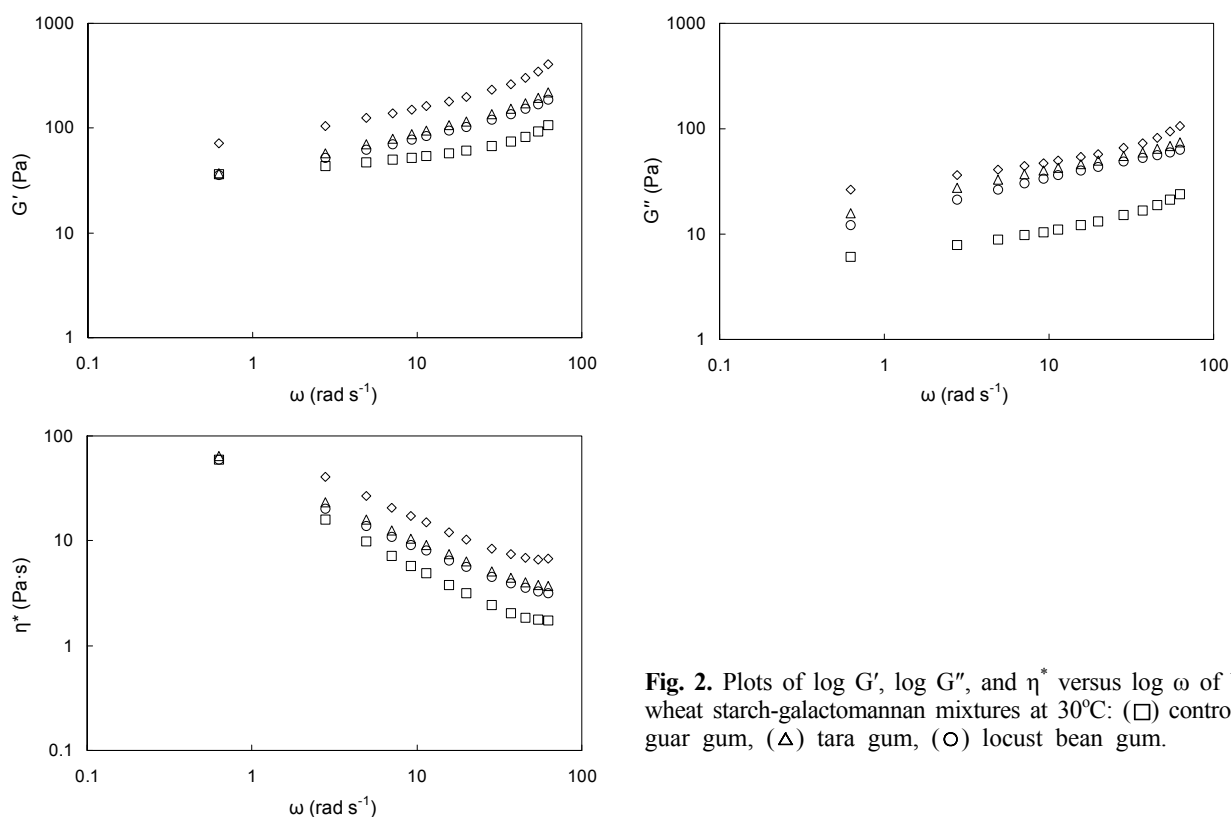 1000
100
10
1
G′ (Pa)
0.1 1 10 100
ω (rad s⁻¹)
1000
100
10
1
G″ (Pa)
0.1 1 10 100
ω (rad s⁻¹)
100
10
1
0.1
η* (Pa·s)
0.1 1 10 100
ω (rad s⁻¹)
Fig. 2. Plots of log G′, log G″, and η* versus log ω of
wheat starch-galactomannan mixtures at 30°C: (□) contro
guar gum, (△) tara gum, (○) locust bean gum.